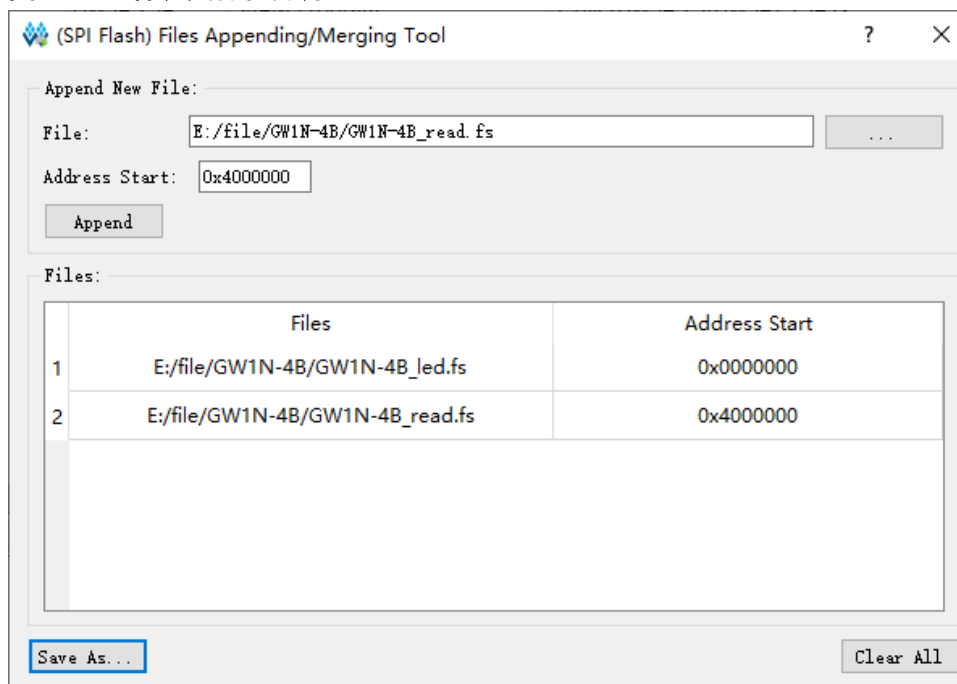 (SPI Flash) Files Appending/Merging Tool ? ×
Append New File:
File: E:/file/GW1N-4B/GW1N-4B_read.fs ...
Address Start: 0x4000000
Append
Files:
Files Address Start
1 E:/file/GW1N-4B/GW1N-4B_led.fs 0x0000000
2 E:/file/GW1N-4B/GW1N-4B_read.fs 0x4000000
Save As... Clear All